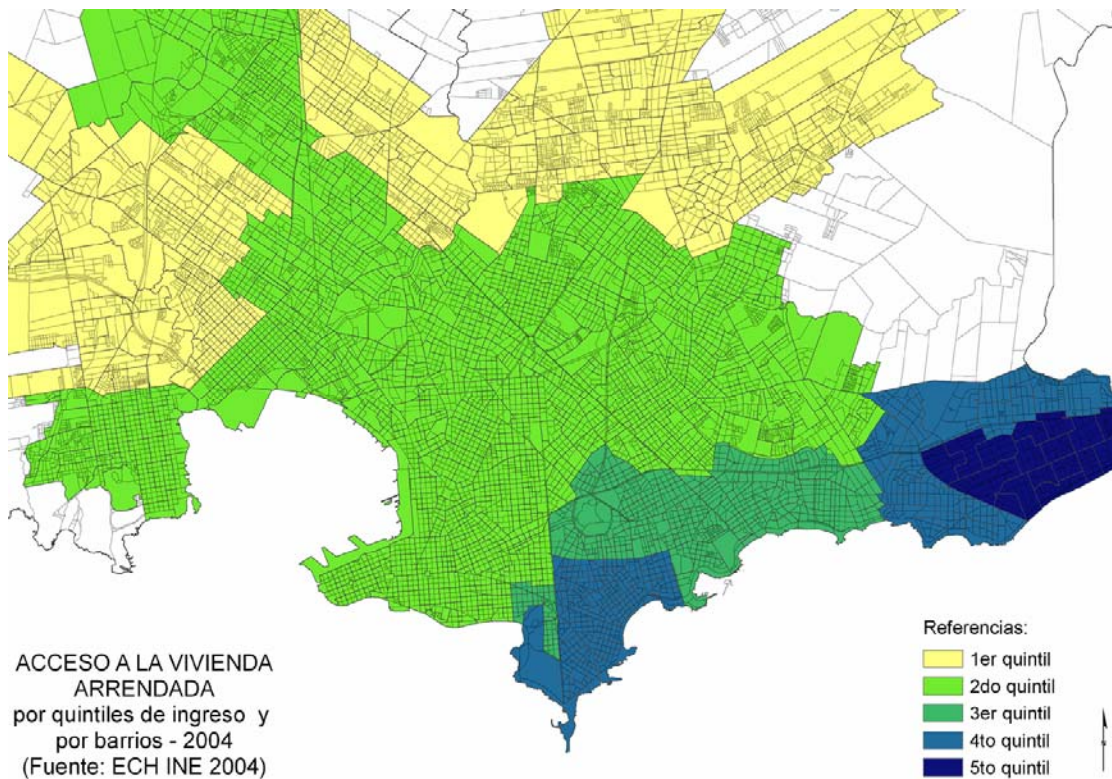 ACCESO A LA VIVIENDA
ARRENDADA
por quintiles de ingreso y
por barrios - 2004
(Fuente: ECH INE 2004)
Referencias:
1er quintil
2do quintil
3er quintil
4to quintil
5to quintil